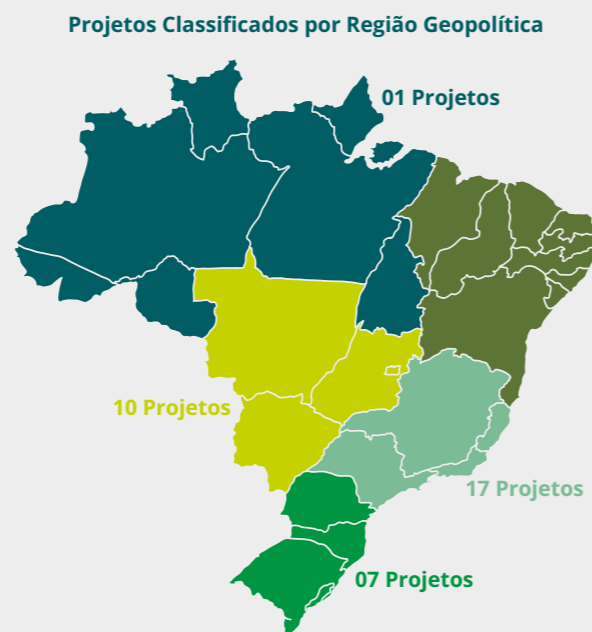 Projetos Classificados por Região Geopolítica
01 Projetos
10 Projetos
17 Projetos
07 Projetos